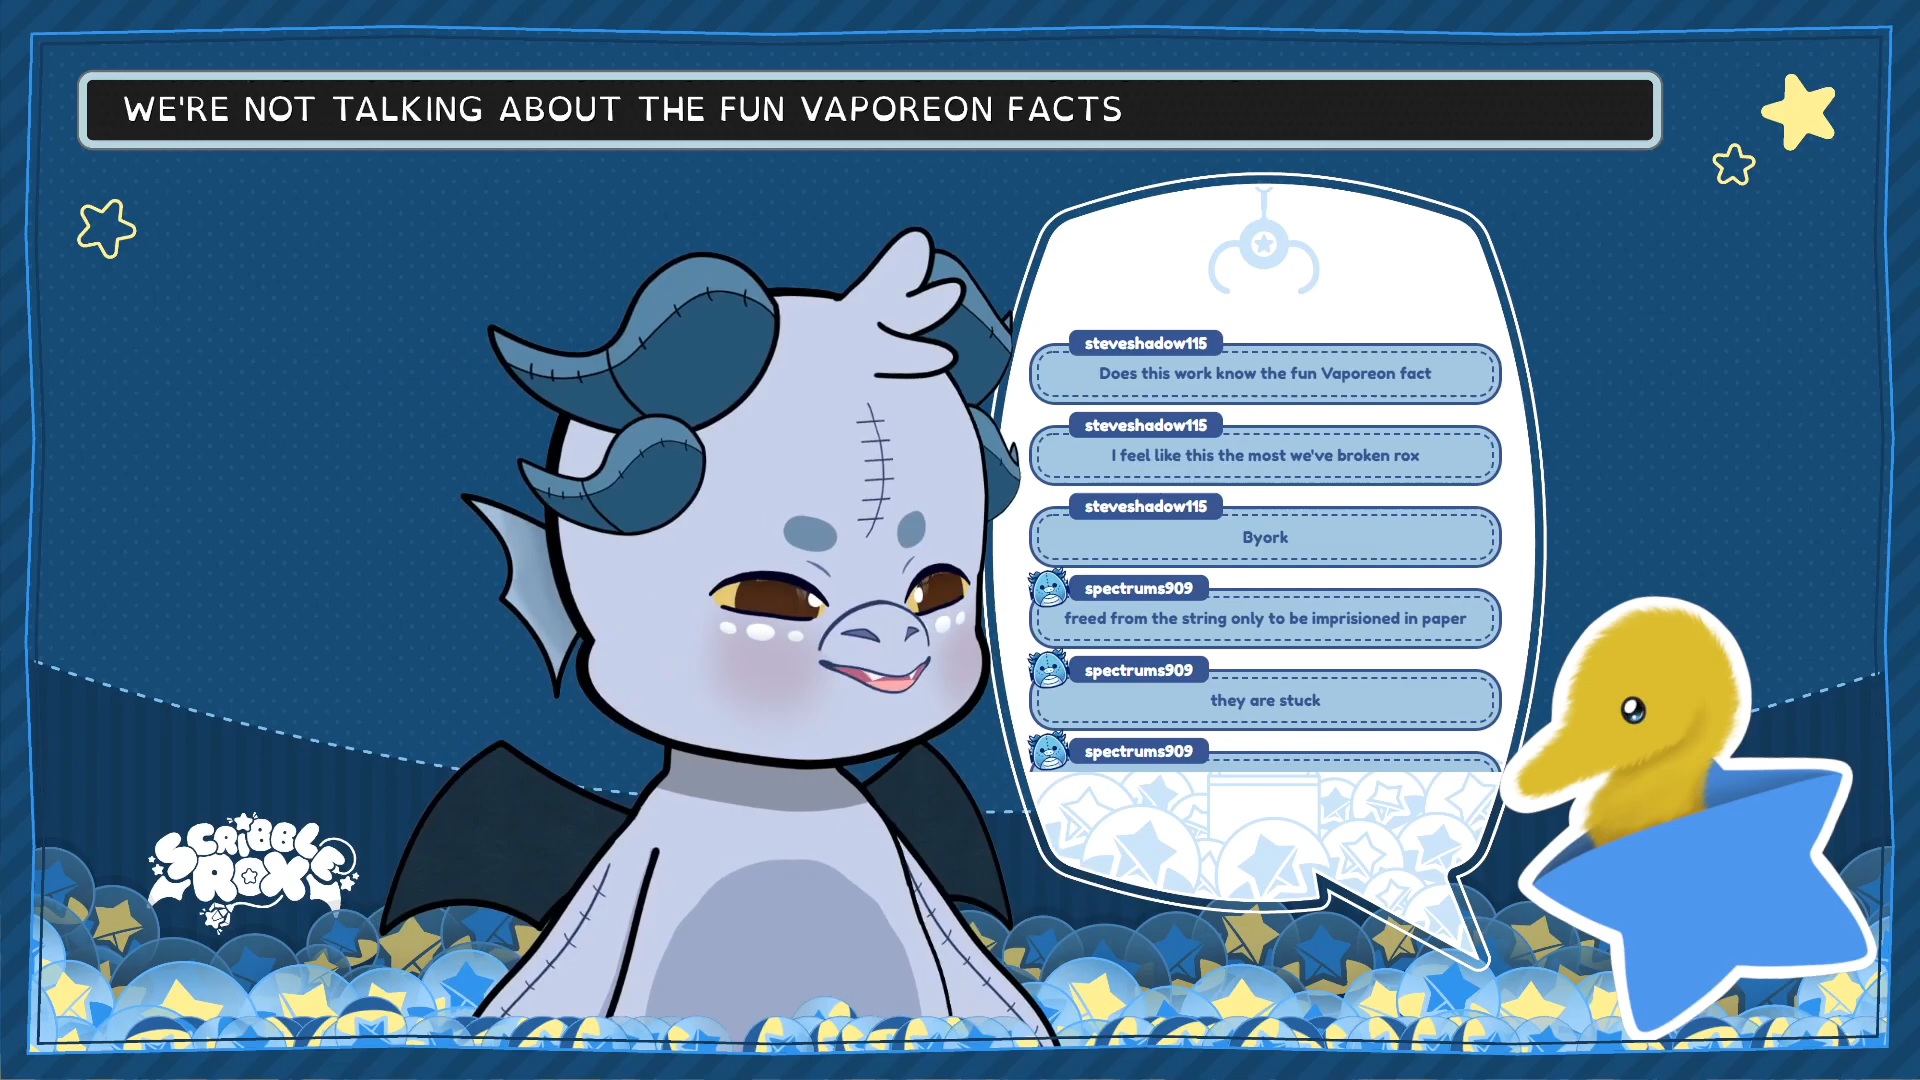 WE'RE NOT TALKING ABOUT THE FUN VAPOREON FACTS
steveshadow115
Does this work know the fun Vaporeon fact
steveshadow115
I feel like this the most we've broken rox
steveshadow115
Byork
spectrums909
freed from the string only to be imprisioned in paper
spectrums909
they are stuck
spectrums909
SCRiBBLE
ROX